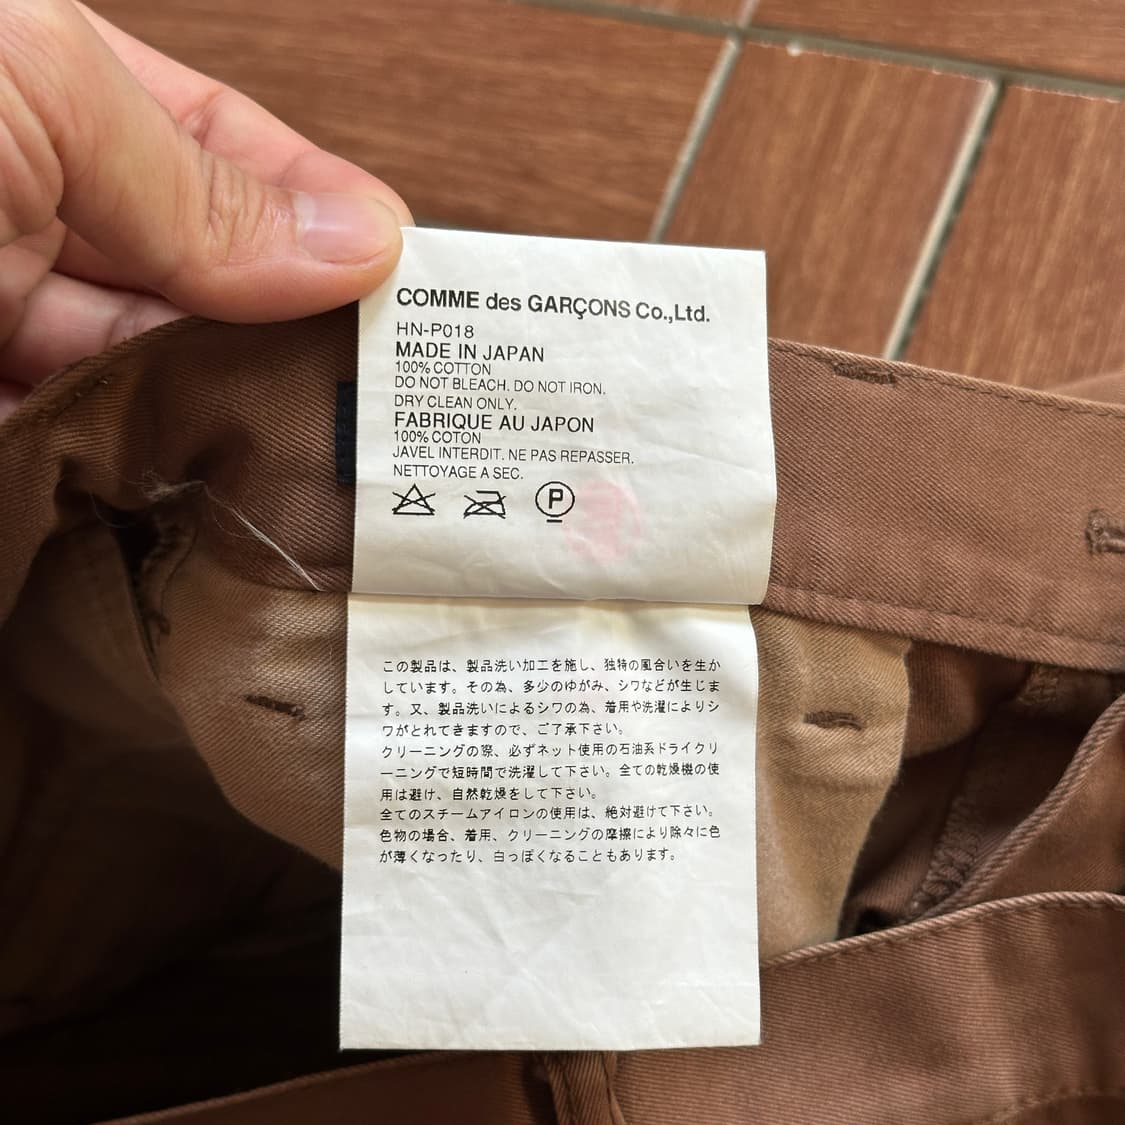 COMME des GARÇONS Co.,Ltd.
HN-P018
MADE IN JAPAN
100% COTTON
DO NOT BLEACH. DO NOT IRON.
DRY CLEAN ONLY.
FABRIQUE AU JAPON
100% COTON
JAVEL INTERDIT. NE PAS REPASSER.
NETTOYAGE A SEC.
P
この製品は、製品洗い加工を施し、独特の風合いを生か
しています。その為、多少のゆがみ、シワなどが生じま
す。又、製品洗いによるシワの為、着用や洗濯によりシ
ワがとれてきますので、ご了承下さい。
クリーニングの際、必ずネット使用の石油系ドライクリ
ーニングで短時間で洗濯して下さい。全ての乾燥機の使
用は避け、自然乾燥をして下さい。
全てのスチームアイロンの使用は、絶対避けて下さい。
色物の場合、着用、クリーニングの摩擦により除々に色
が薄くなったり、白っぽくなることもあります。